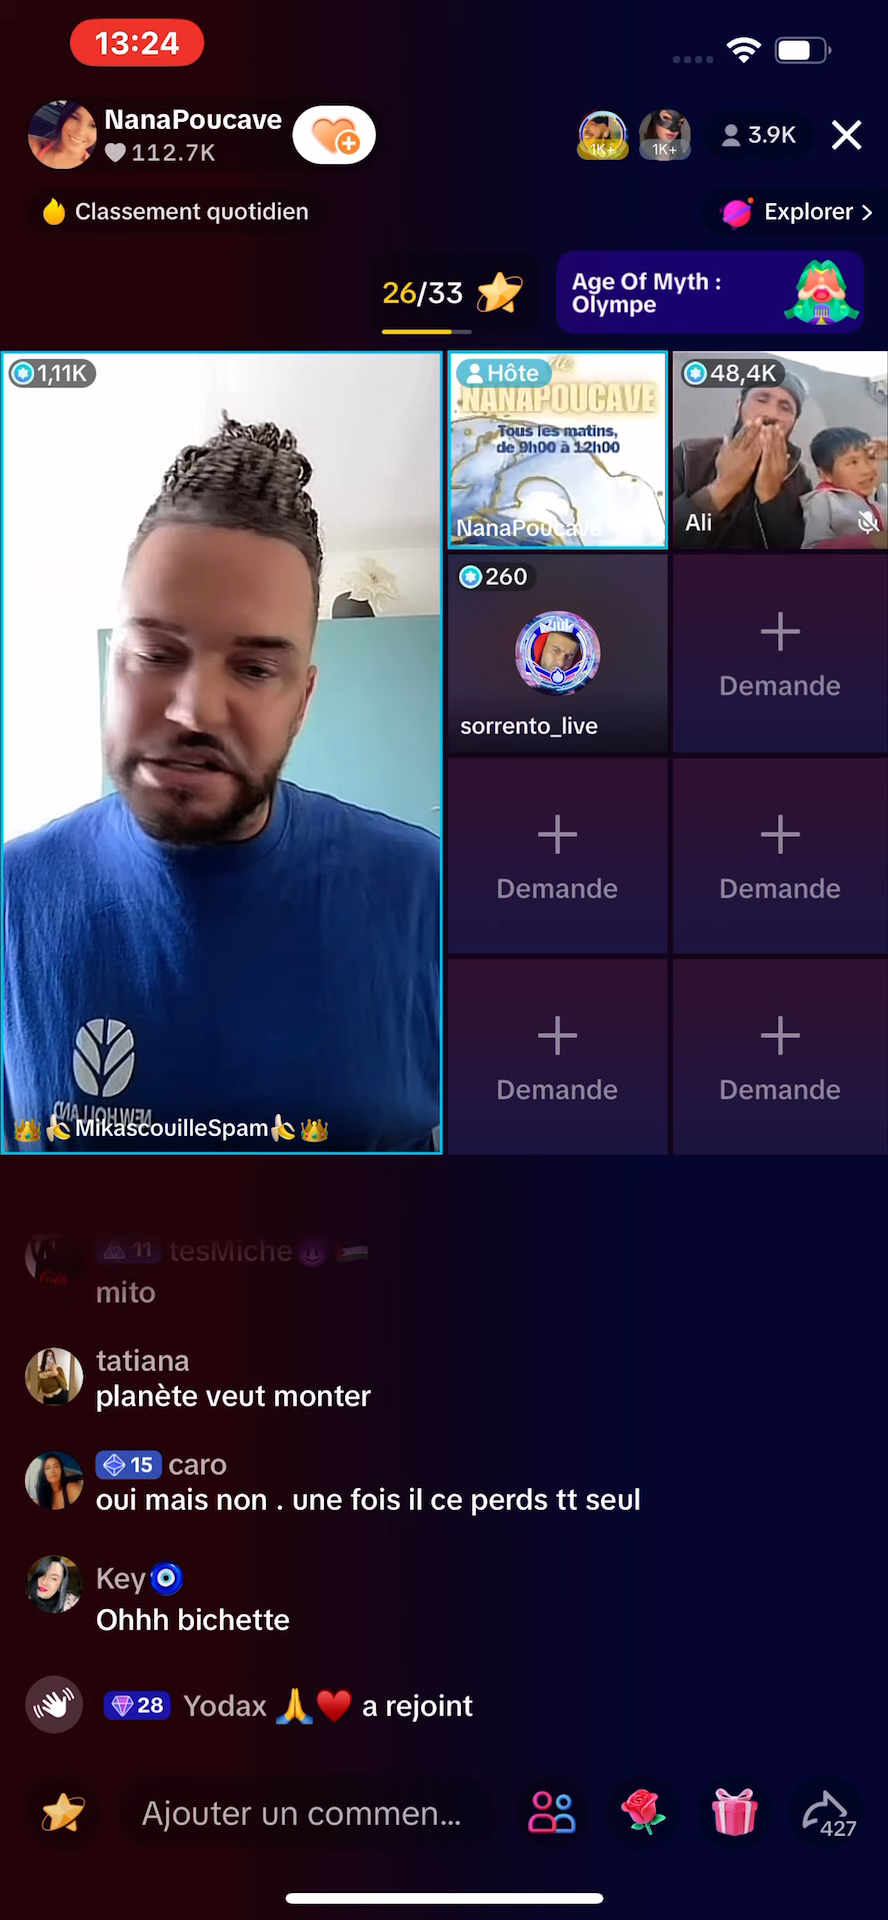 13:24
NanaPoucave
112.7K
1K+
1K+
3.9K
Classement quotidien
Explorer >
26/33
Age Of Myth :
Olympe
1,11K
Hôte
de
NANAPOUCAVE
Tous les matins,
de 9h00 à 12h00
NanaPoucave
48,4K
Ali
260
sorrento_live
Demande
Demande
Demande
Demande
Demande
NEW HOLLAND
👑🍌MikascouilleSpam🍌👑
11 tesMiche😈🇵🇸
mito
tatiana
planète veut monter
15 caro
oui mais non . une fois il ce perds tt seul
Key🧿
Ohhh bichette
28 Yodax 🙏♥️ a rejoint
Ajouter un commen...
427